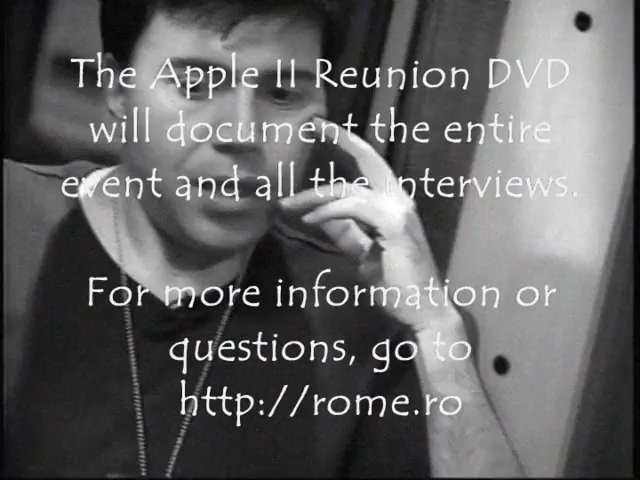 The Apple II Reunion DVD
will document the entire
event and all the interviews.
For more information or
questions, go to
http://rome.ro